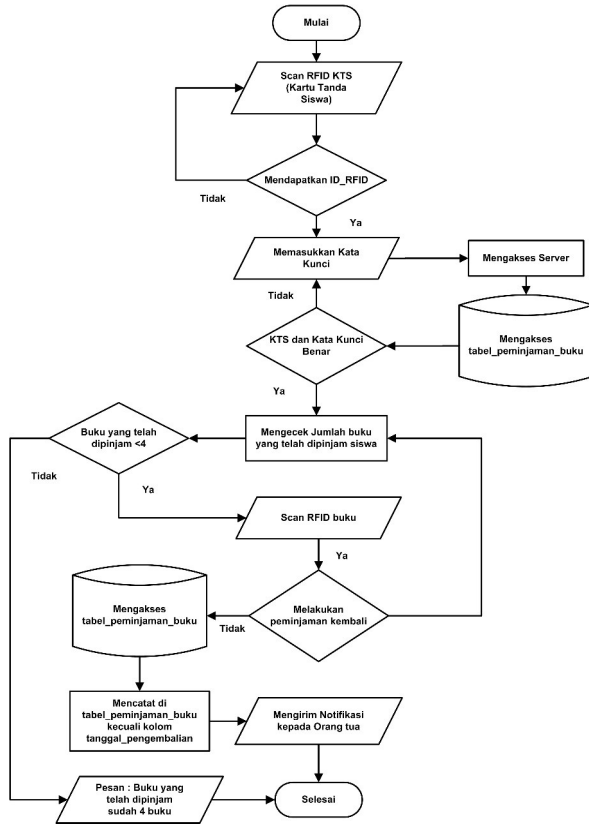 Mulai
Scan RFID KTS
(Kartu Tanda
Siswa)
Mendapatkan ID_RFID
Tidak
Ya
Memasukkan Kata
Kunci
Mengakses Server
Tidak
KTS dan Kata Kunci
Benar
Mengakses
tabel_peminjaman_buku
Ya
Buku yang telah
dipinjam <4
Mengecek Jumlah buku
yang telah dipinjam siswa
Tidak
Ya
Scan RFID buku
Ya
Mengakses
tabel_peminjaman_buku
Tidak
Melakukan
peminjaman kembali
Mencatat di
tabel_peminjaman_buku
kecuali kolom
tanggal_pengembalian
Mengirim Notifikasi
kepada Orang tua
Pesan : Buku yang
telah dipinjam
sudah 4 buku
Selesai